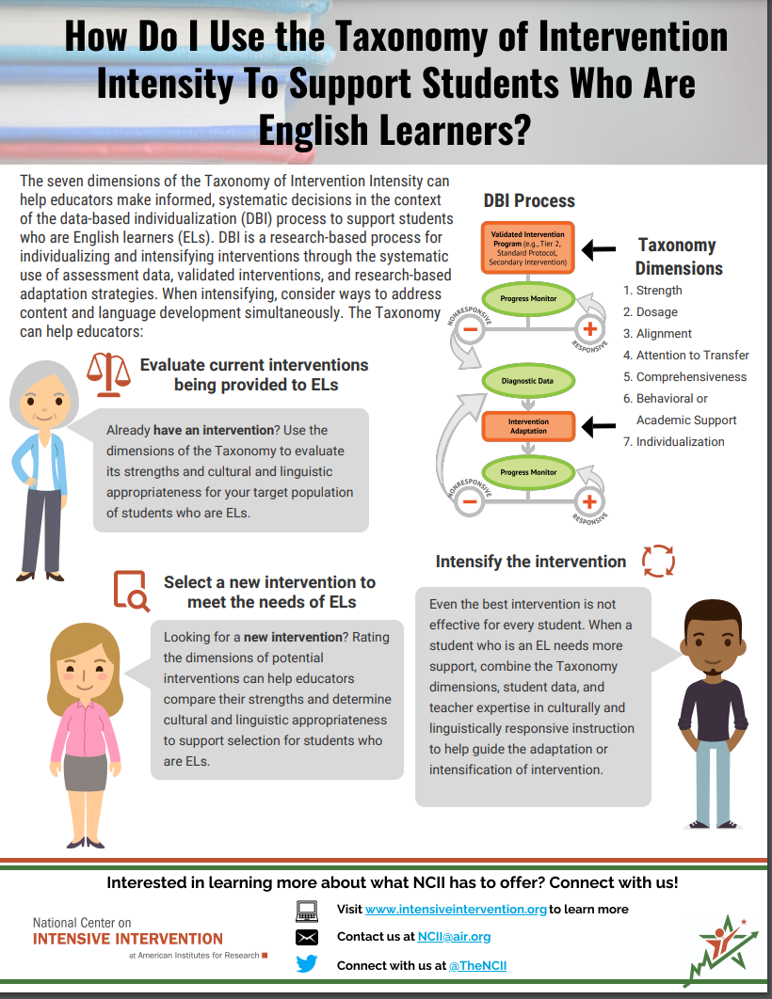 How Do I Use the Taxonomy of Intervention
Intensity To Support Students Who Are
English Learners?
The seven dimensions of the Taxonomy of Intervention Intensity can
help educators make informed, systematic decisions in the context
of the data-based individualization (DBI) process to support students
who are English learners (ELs). DBI is a research-based process for
individualizing and intensifying interventions through the systematic
use of assessment data, validated interventions, and research-based
adaptation strategies. When intensifying, consider ways to address
content and language development simultaneously. The Taxonomy
can help educators:
DBI Process
Validated Intervention
Program (e.g., Tier 2,
Standard Protocol,
Secondary Intervention)
Progress Monitor
NONRESPONSIVE
RESPONSIVE
Diagnostic Data
Intervention
Adaptation
Progress Monitor
NONRESPONSIVE
RESPONSIVE
Taxonomy
Dimensions
1. Strength
2. Dosage
3. Alignment
4. Attention to Transfer
5. Comprehensiveness
6. Behavioral or
Academic Support
7. Individualization
Evaluate current interventions
being provided to ELs
Already have an intervention? Use the
dimensions of the Taxonomy to evaluate
its strengths and cultural and linguistic
appropriateness for your target population
of students who are ELs.
Select a new intervention to
meet the needs of ELs
Looking for a new intervention? Rating
the dimensions of potential
interventions can help educators
compare their strengths and determine
cultural and linguistic appropriateness
to support selection for students who
are ELs.
Intensify the intervention
Even the best intervention is not
effective for every student. When a
student who is an EL needs more
support, combine the Taxonomy
dimensions, student data, and
teacher expertise in culturally and
linguistically responsive instruction
to help guide the adaptation or
intensification of intervention.
Interested in learning more about what NCII has to offer? Connect with us!
National Center on
INTENSIVE INTERVENTION
at American Institutes for Research
Visit www.intensiveintervention.org to learn more
Contact us at NCII@air.org
Connect with us at @TheNCII